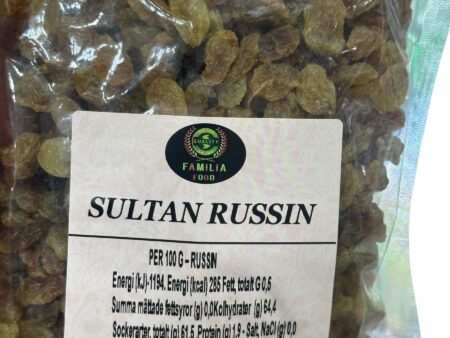 QUALITY
FAMILIA
FOOD
SULTAN RUSSIN
PER 100 G – RUSSIN
Energi (kJ)-1194, Energi (kcal) 285 Fett, totalt G 0,5
Summa mättade fettsyror (g) 0,0Kolhydrater (g) 64,4
Sockerarter, totalt (g) 61,5 Protein (g) 1,9 - Salt, NaCl (g) 0,0